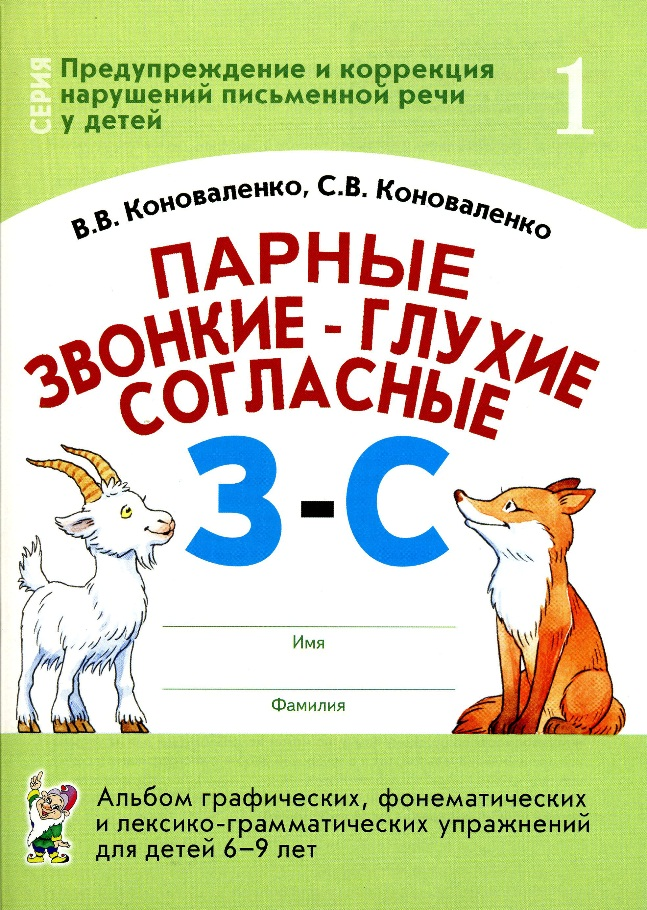 СЕРИЯ
Предупреждение и коррекция
нарушений письменной речи
у детей
1
В.В. Коноваленко, С.В. Коноваленко
ПАРНЫЕ
ЗВОНКИЕ - ГЛУХИЕ
СОГЛАСНЫЕ
З-С
Имя
Фамилия
Альбом графических, фонематических
и лексико-грамматических упражнений
для детей 6–9 лет